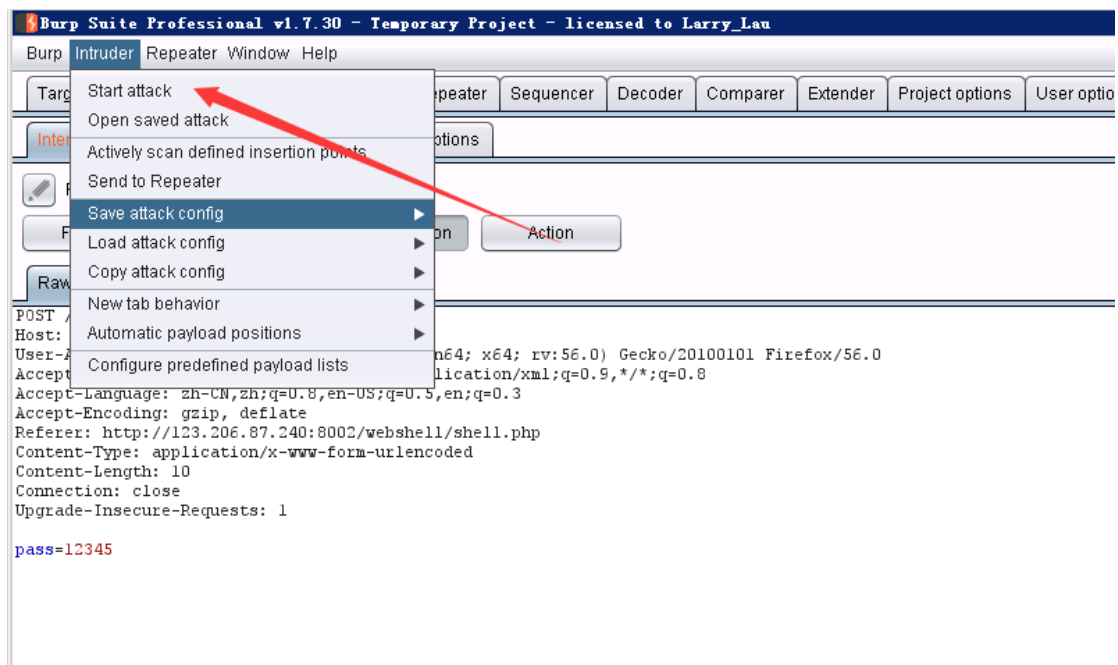 Burp Suite Professional v1.7.30 - Temporary Project - licensed to Larry_Lau
Burp Intruder Repeater Window Help
Start attack
Open saved attack
Actively scan defined insertion points
Send to Repeater
Save attack config
Load attack config
Copy attack config
New tab behavior
Automatic payload positions
Configure predefined payload lists
Targ epeater Sequencer Decoder Comparer Extender Project options User optio
Inter ptions
F
F on Action
Raw
POST /
Host:
User-A n64; x64; rv:56.0) Gecko/20100101 Firefox/56.0
Accept lication/xml;q=0.9,*/*;q=0.8
Accept-Language: zh-CN,zh;q=0.8,en-US;q=0.5,en;q=0.3
Accept-Encoding: gzip, deflate
Referer: http://123.206.87.240:8002/webshell/shell.php
Content-Type: application/x-www-form-urlencoded
Content-Length: 10
Connection: close
Upgrade-Insecure-Requests: 1
pass=12345